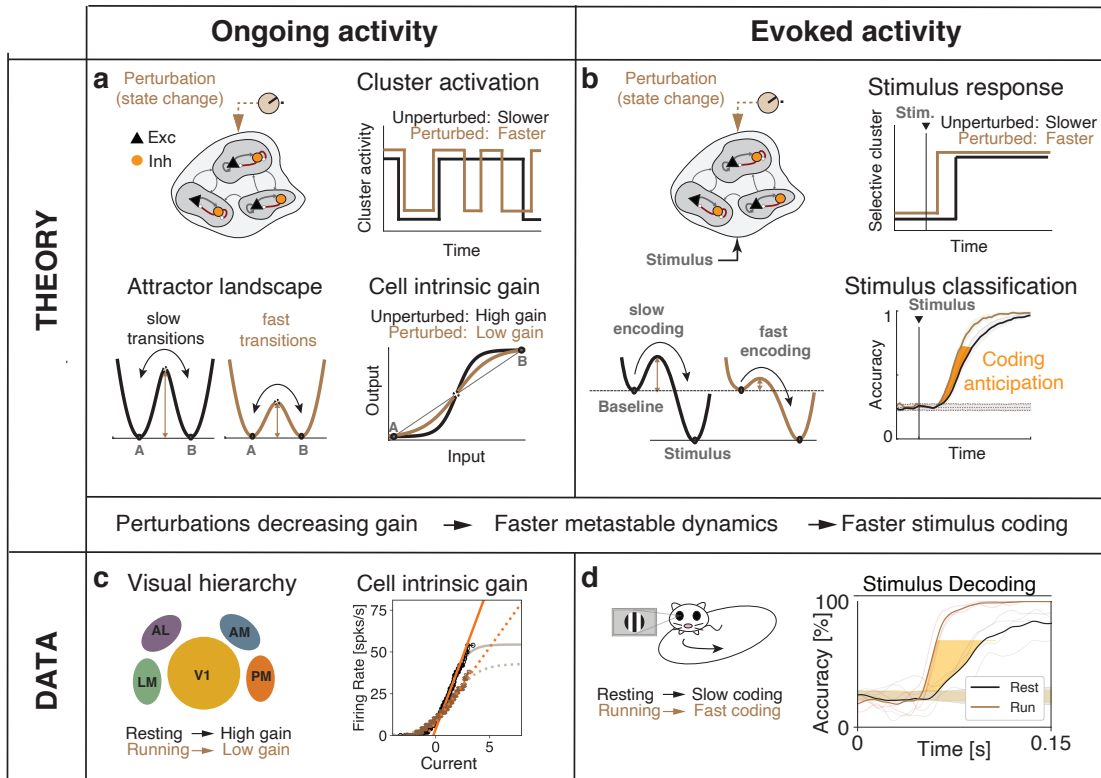 Ongoing activity
Evoked activity
THEORY
a
Perturbation
(state change)
Exc
Inh
Cluster activation
Unperturbed: Slower
Perturbed: Faster
Cluster activity
Time
Attractor landscape
slow
transitions
fast
transitions
A
B
A
B
Cell intrinsic gain
Unperturbed: High gain
Perturbed: Low gain
Output
A
B
Input
b
Perturbation
(state change)
Stimulus
Stimulus response
Stim.
Unperturbed: Slower
Perturbed: Faster
Selective cluster
Time
slow
encoding
fast
encoding
Baseline
Stimulus
Stimulus classification
Stimulus
1
Accuracy
Coding
anticipation
0
Time
Perturbations decreasing gain → Faster metastable dynamics → Faster stimulus coding
DATA
c
Visual hierarchy
AL
AM
V1
LM
PM
Resting → High gain
Running → Low gain
Cell intrinsic gain
Firing Rate [spks/s]
75
50
25
0
0
5
Current
d
Resting → Slow coding
Running → Fast coding
Stimulus Decoding
100
Accuracy [%]
Rest
Run
0
0
Time [s]
0.15